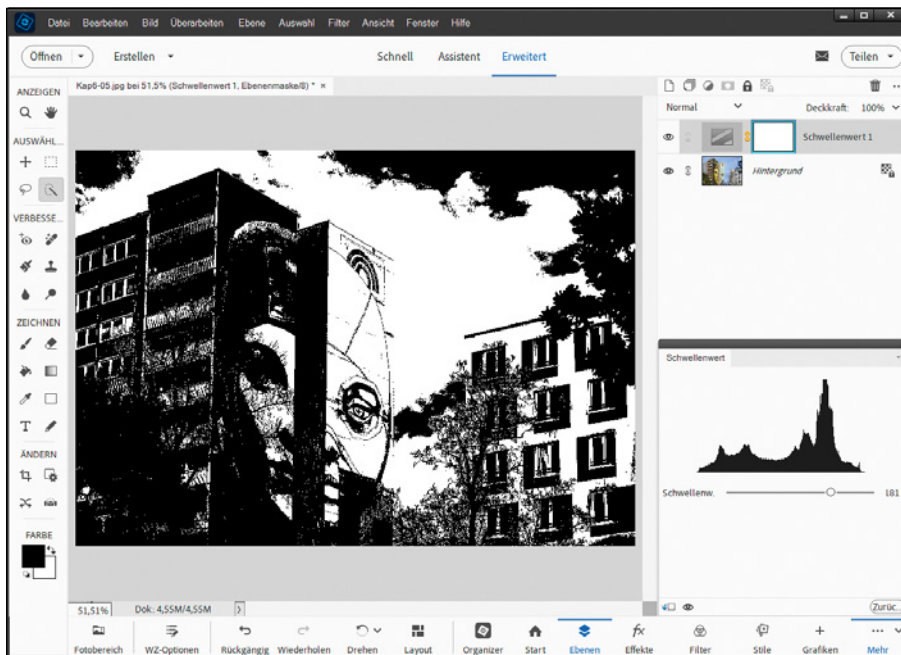 Datei Bearbeiten Bild Überarbeiten Ebene Auswahl Filter Ansicht Fenster Hilfe
Öffnen Erstellen Schnell Assistent Erweitert Teilen
ANZEIGEN
Kap6-05.jpg bei 51,5% (Schwellenwert 1, Ebenenmaske/8) * ×
Normal Deckkraft: 100%
AUSWÄHL...
Schwellenwert 1
Hintergrund
VERBESSE...
ZEICHNEN
Schwellenwert
ÄNDERN
Schwellenw. 181
FARBE
51,51% Dok: 4,55M/4,55M
Zurüc...
Fotobereich WZ-Optionen Rückgängig Wiederholen Drehen Layout Organizer Start Ebenen Effekte Filter Stile Grafiken Mehr